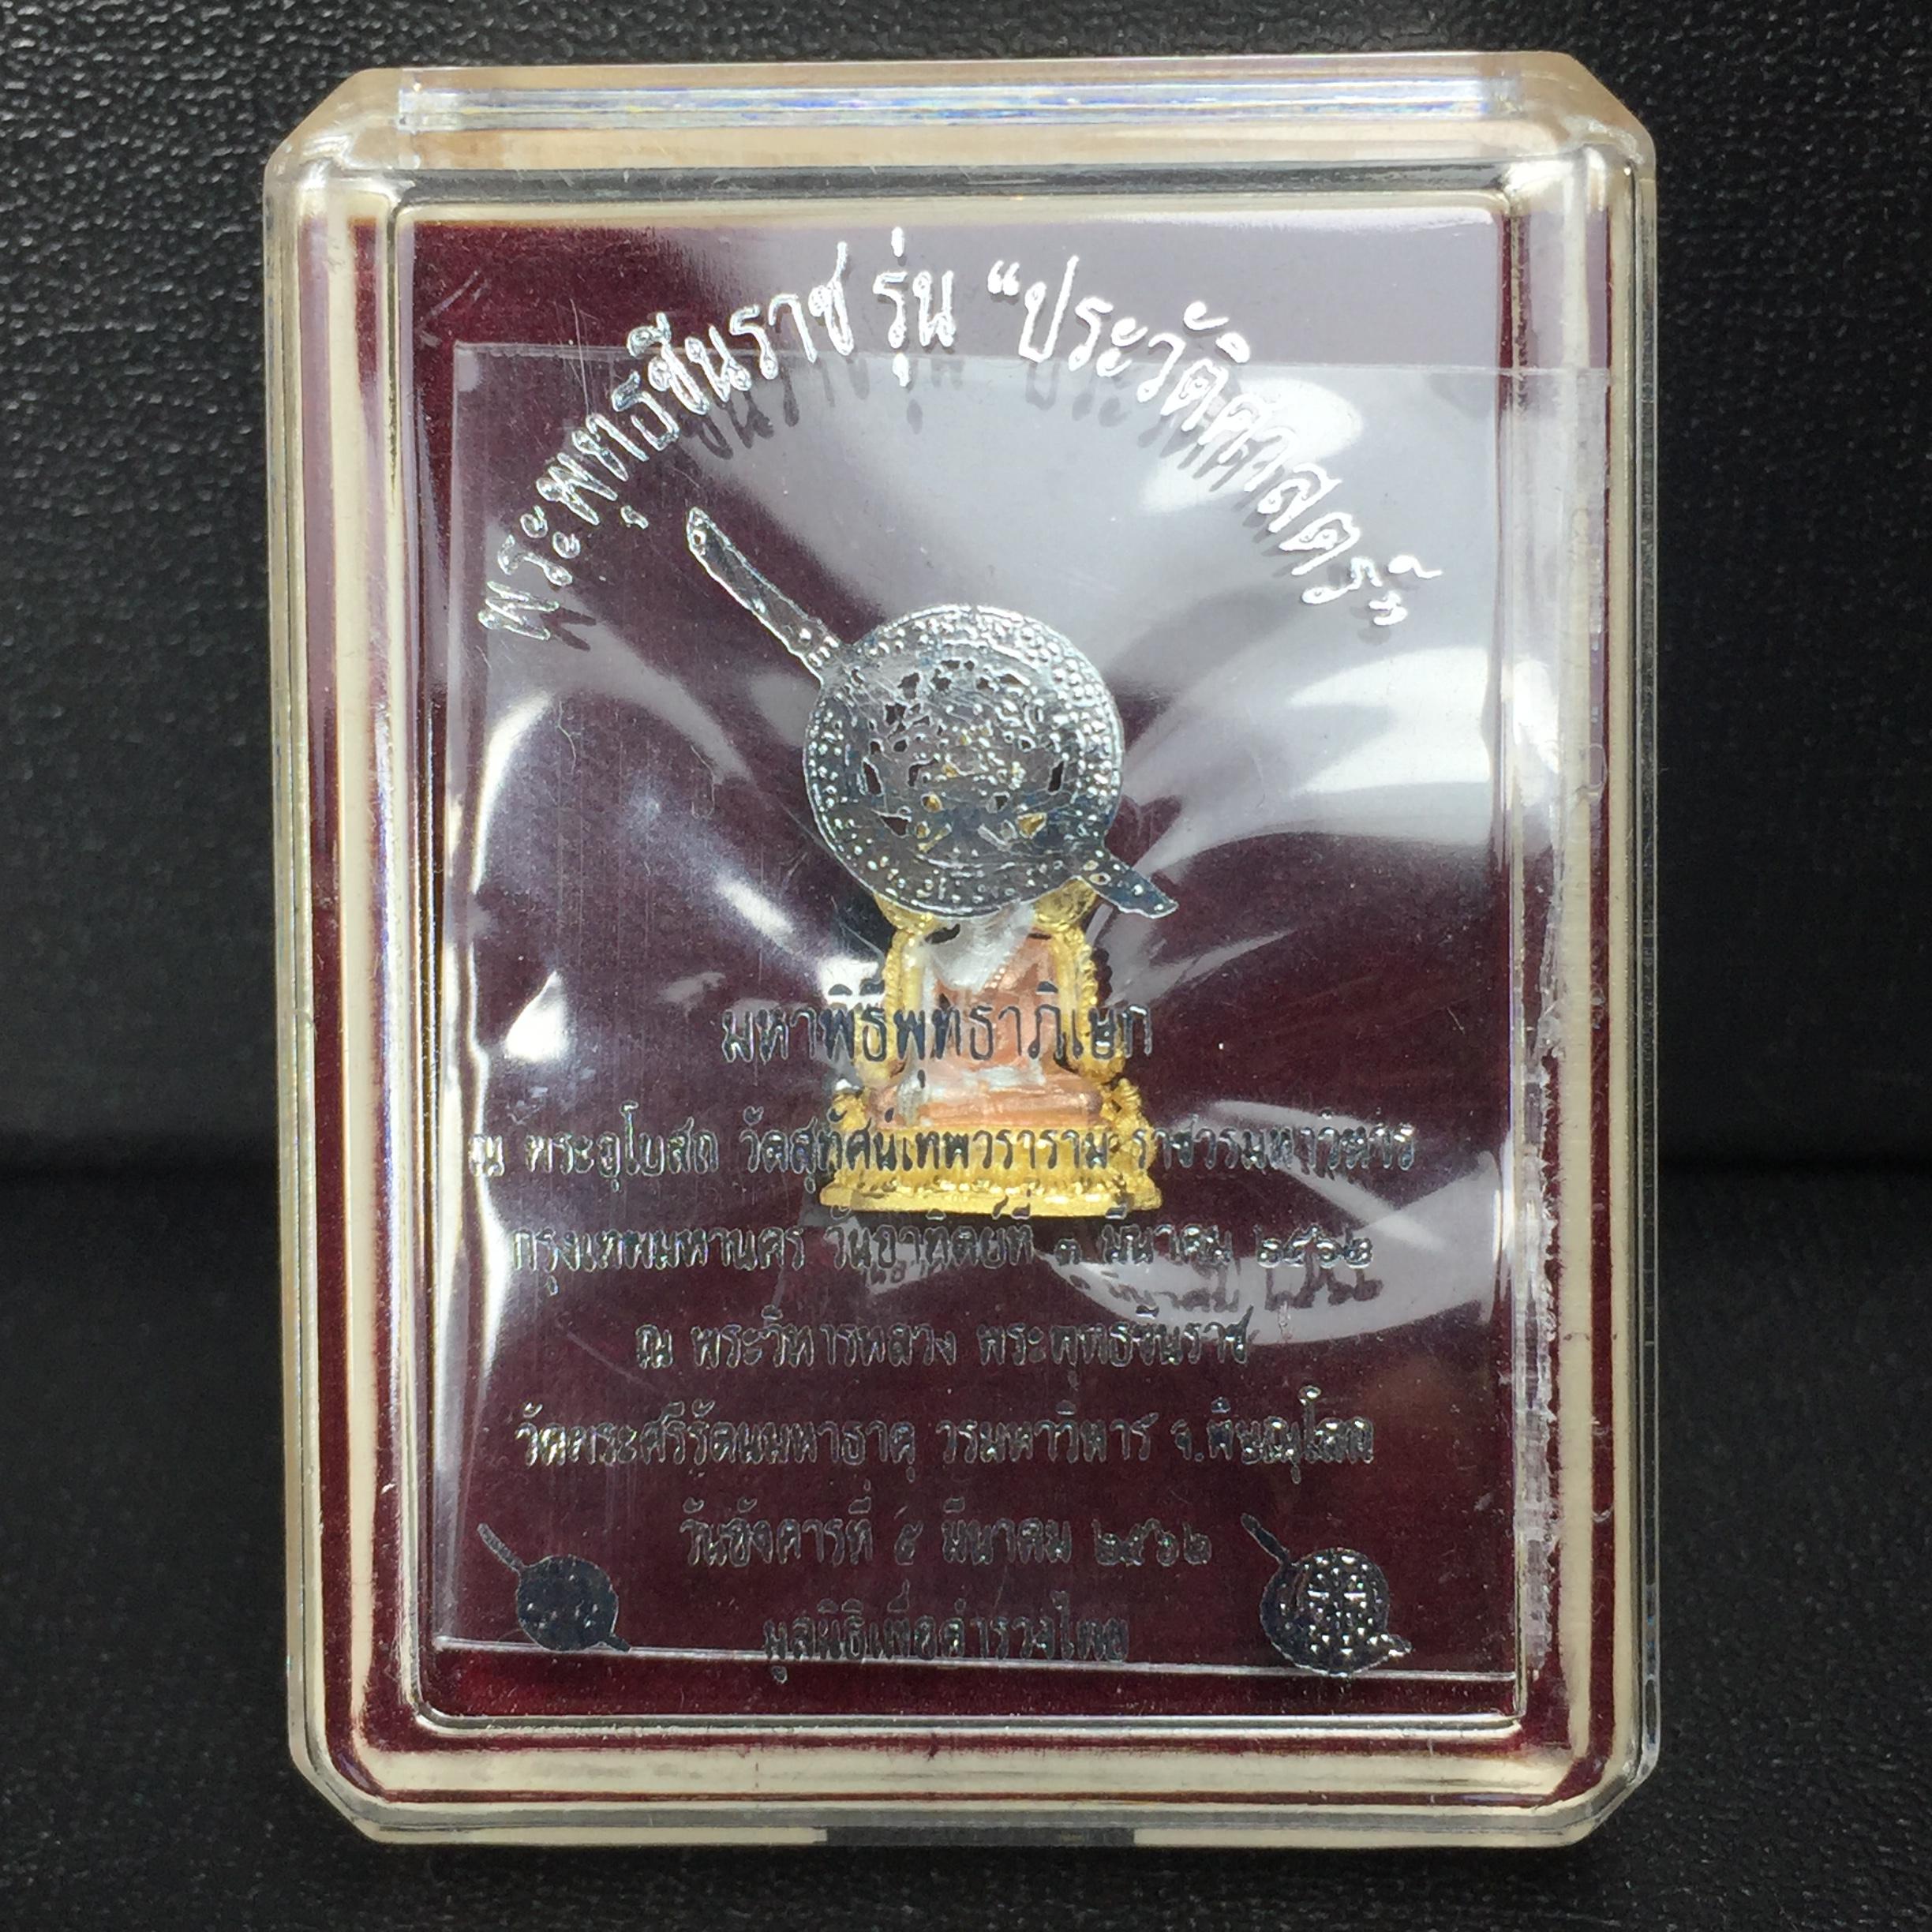 พระพุทธชินราช รุ่น “ประวัติศาสตร์”
มหาพิธีพุทธาภิเษก
ณ พระอุโบสถ วัดสุทัศน์เทพวราราม ราชวรมหาวิหาร
กรุงเทพมหานคร วันอาทิตย์ที่ ๓ มีนาคม ๒๕๖๒
ณ พระวิหารหลวง พระพุทธชินราช
วัดพระศรีรัตนมหาธาตุ วรมหาวิหาร จ.พิษณุโลก
วันอังคารที่ ๕ มีนาคม ๒๕๖๒
มูลนิธิเพื่อตำรวจไทย